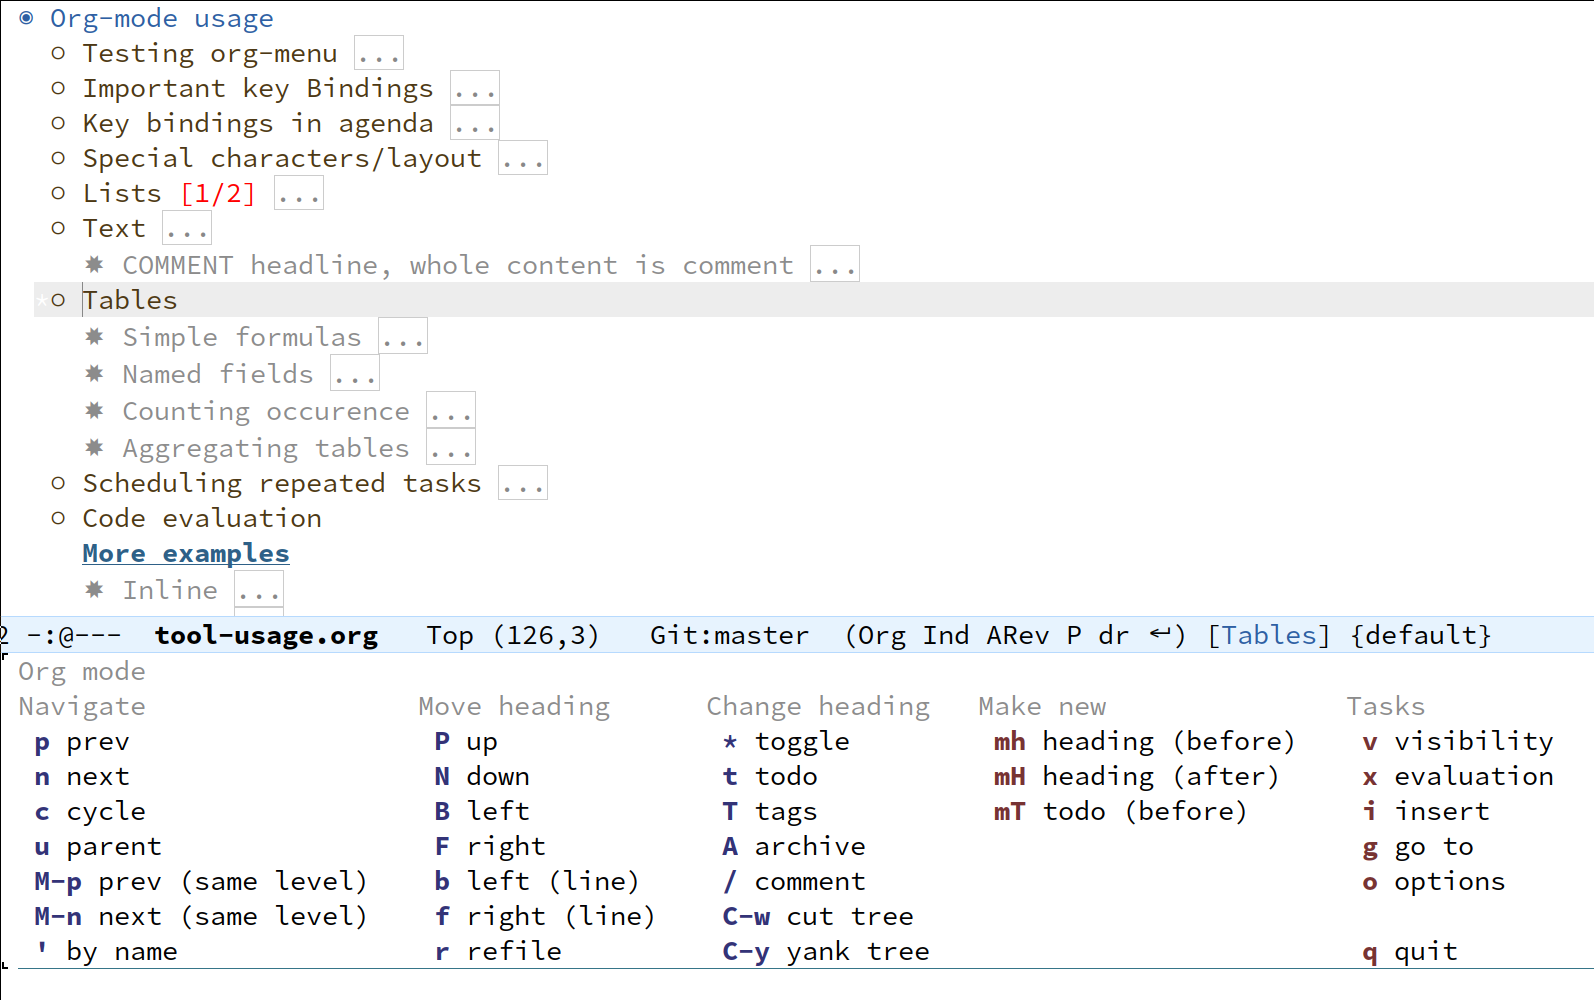 Org-mode usage
Testing org-menu ...
Important key Bindings ...
Key bindings in agenda ...
Special characters/layout ...
Lists [1/2] ...
Text ...
COMMENT headline, whole content is comment ...
* Tables
Simple formulas ...
Named fields ...
Counting occurence ...
Aggregating tables ...
Scheduling repeated tasks ...
Code evaluation
More examples
Inline ...
2 -:@--- tool-usage.org Top (126,3) Git:master (Org Ind ARev P dr ↵) [Tables] {default}
Org mode
Navigate Move heading Change heading Make new Tasks
p prev P up * toggle mh heading (before) v visibility
n next N down t todo mH heading (after) x evaluation
c cycle B left T tags mT todo (before) i insert
u parent F right A archive g go to
M-p prev (same level) b left (line) / comment o options
M-n next (same level) f right (line) C-w cut tree
' by name r refile C-y yank tree q quit